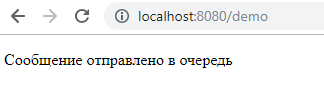 localhost:8080/demo
Сообщение отправлено в очередь